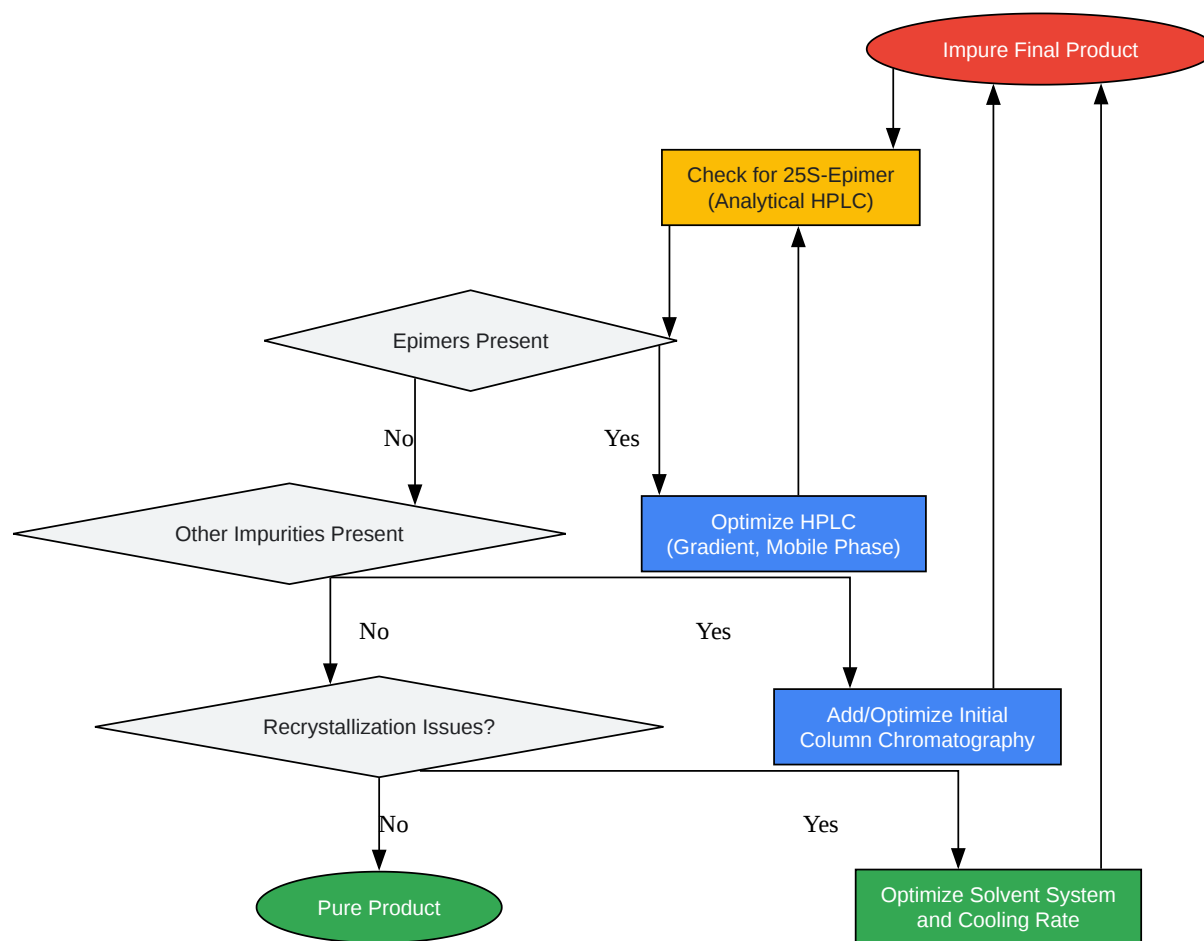 Impure Final Product
Check for 25S-Epimer
(Analytical HPLC)
Epimers Present
No
Yes
Other Impurities Present
Optimize HPLC
(Gradient, Mobile Phase)
No
Yes
Recrystallization Issues?
Add/Optimize Initial
Column Chromatography
No
Yes
Pure Product
Optimize Solvent System
and Cooling Rate